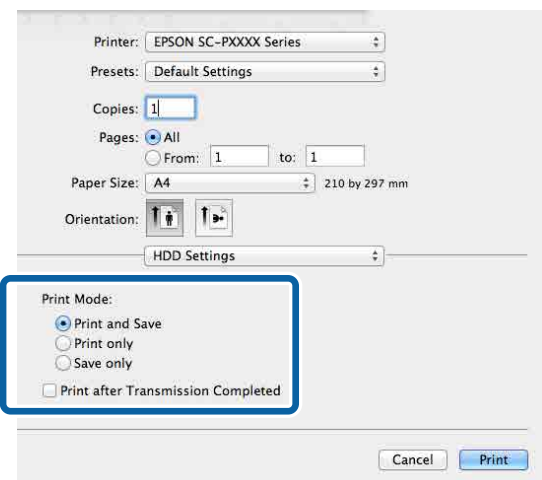 Printer: EPSON SC-PXXXX Series
Presets: Default Settings
Copies: 1
Pages: All
From: 1 to: 1
Paper Size: A4 210 by 297 mm
Orientation:
HDD Settings
Print Mode:
Print and Save
Print only
Save only
Print after Transmission Completed
Cancel Print